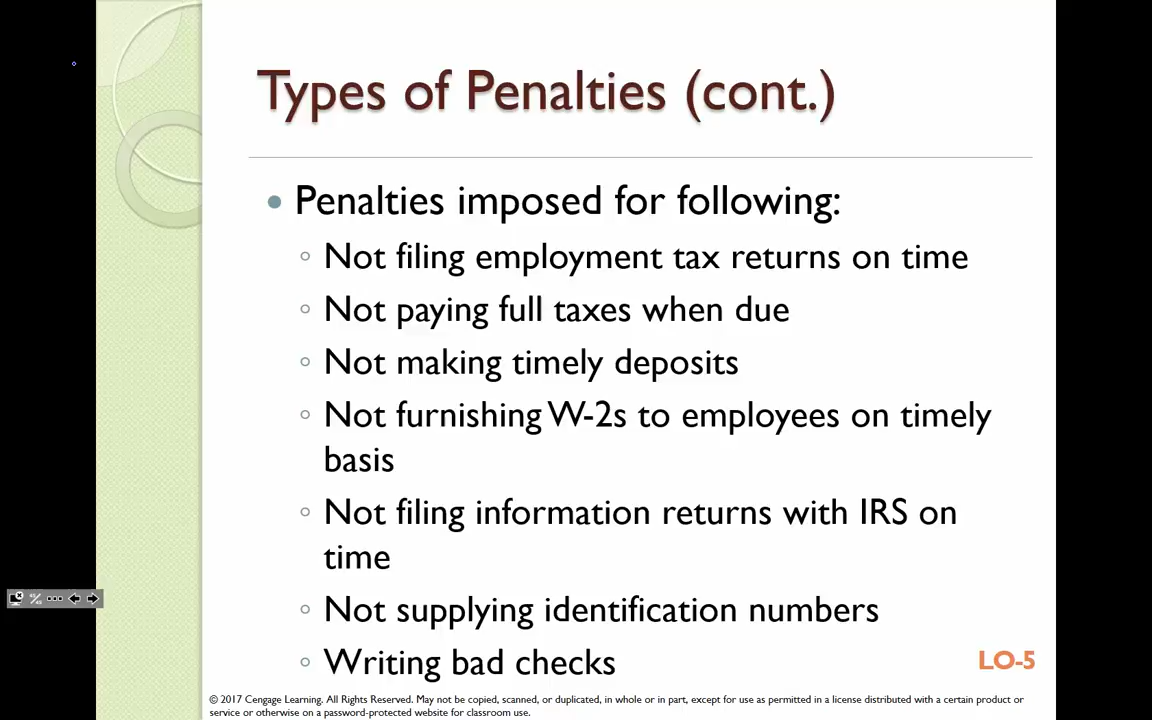 Types of Penalties (cont.)
• Penalties imposed for following:
◦ Not filing employment tax returns on time
◦ Not paying full taxes when due
◦ Not making timely deposits
◦ Not furnishing W-2s to employees on timely
basis
◦ Not filing information returns with IRS on
time
◦ Not supplying identification numbers
◦ Writing bad checks
LO-5
© 2017 Cengage Learning. All Rights Reserved. May not be copied, scanned, or duplicated, in whole or in part, except for use as permitted in a license distributed with a certain product or
service or otherwise on a password-protected website for classroom use.